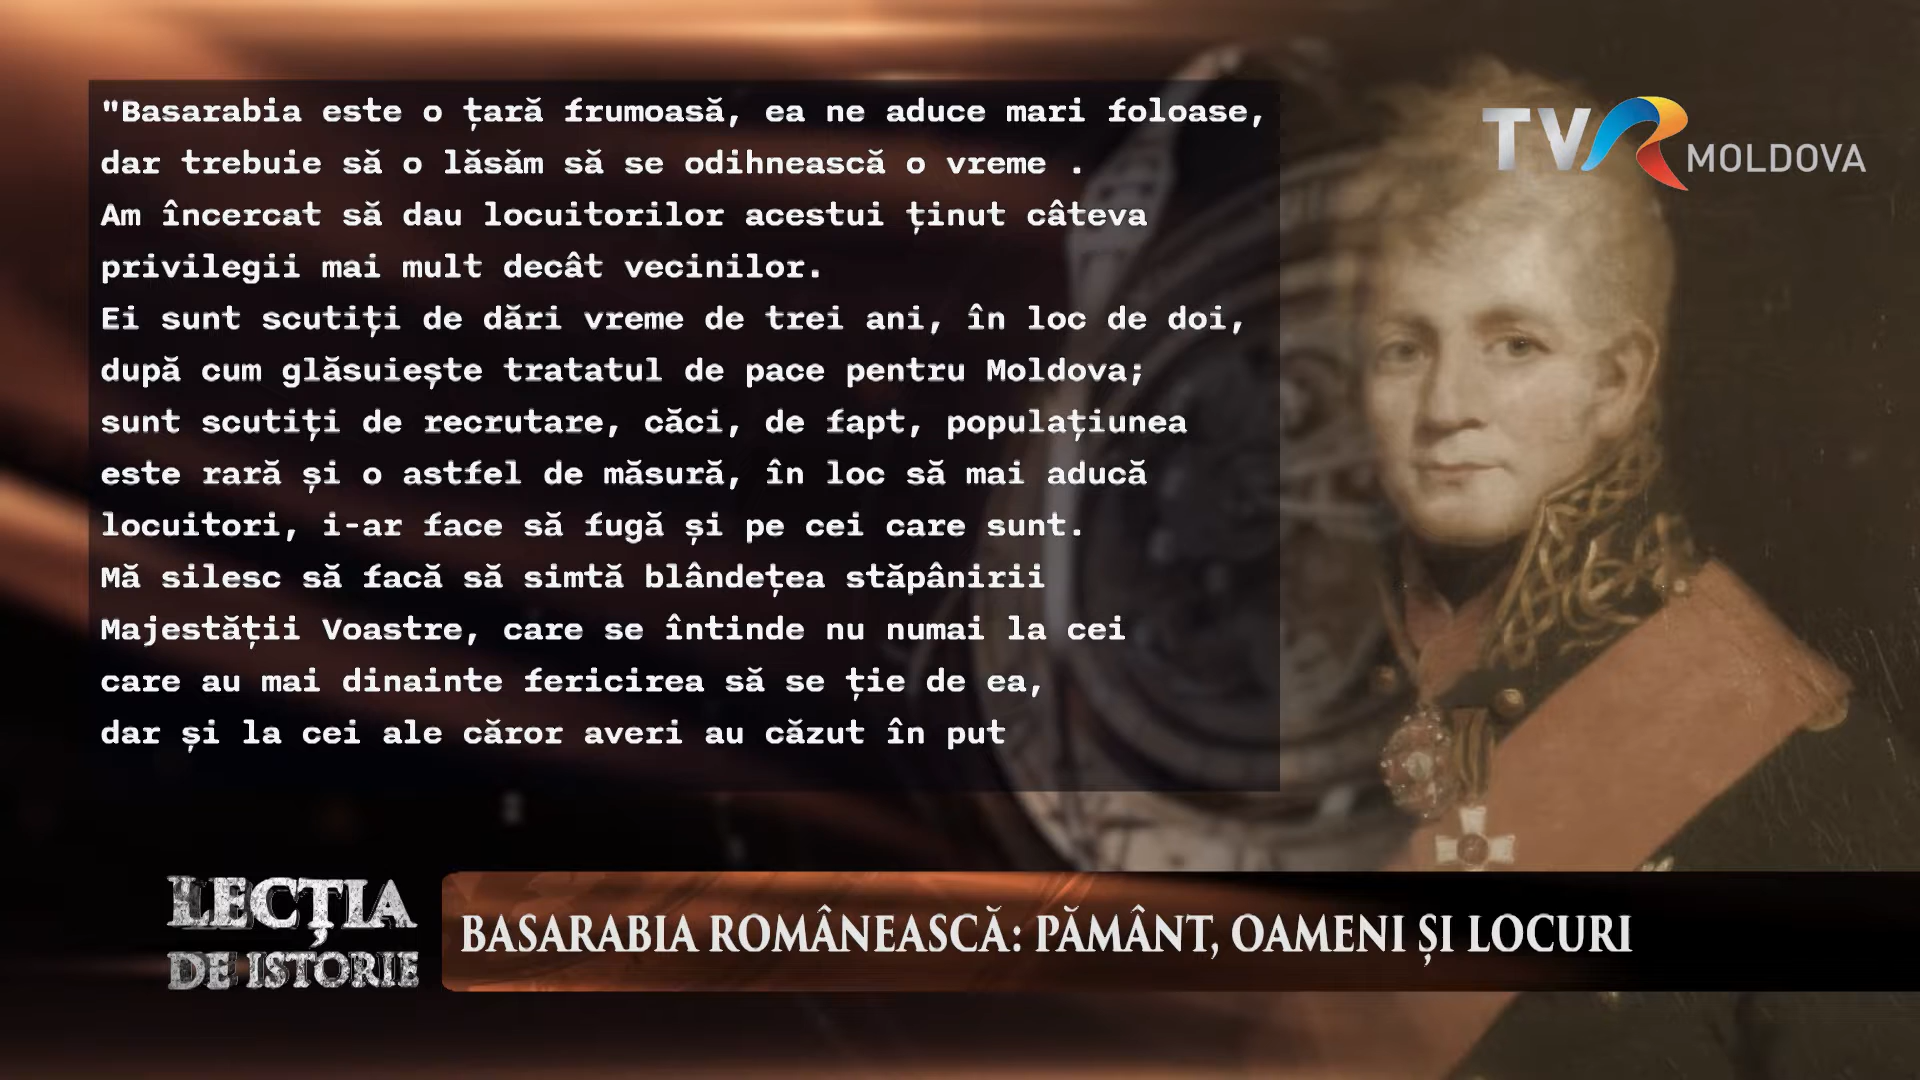 "Basarabia este o țară frumoasă, ea ne aduce mari foloase,
dar trebuie să o lăsăm să se odihnească o vreme .
Am încercat să dau locuitorilor acestui ținut câteva
privilegii mai mult decât vecinilor.
Ei sunt scutiți de dări vreme de trei ani, în loc de doi,
după cum glăsuiește tratatul de pace pentru Moldova;
sunt scutiți de recrutare, căci, de fapt, populațiunea
este rară și o astfel de măsură, în loc să mai aducă
locuitori, i-ar face să fugă și pe cei care sunt.
Mă silesc să facă să simtă blândețea stăpânirii
Majestății Voastre, care se întinde nu numai la cei
care au mai dinainte fericirea să se ție de ea,
dar și la cei ale căror averi au căzut în put
TVR MOLDOVA
LECȚIA
DE ISTORIE
BASARABIA ROMÂNEASCĂ: PĂMÂNT, OAMENI ȘI LOCURI